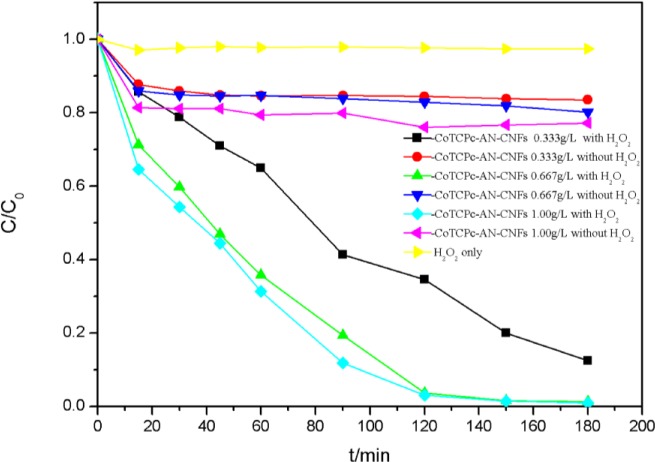 1.0
0.8
0.6
0.4
0.2
0.0
C/C₀
0 20 40 60 80 100 120 140 160 180 200
t/min
CoTCPc-AN-CNFs 0.333g/L with H₂O₂
CoTCPc-AN-CNFs 0.333g/L without H₂O₂
CoTCPc-AN-CNFs 0.667g/L with H₂O₂
CoTCPc-AN-CNFs 0.667g/L without H₂O₂
CoTCPc-AN-CNFs 1.00g/L with H₂O₂
CoTCPc-AN-CNFs 1.00g/L without H₂O₂
H₂O₂ only